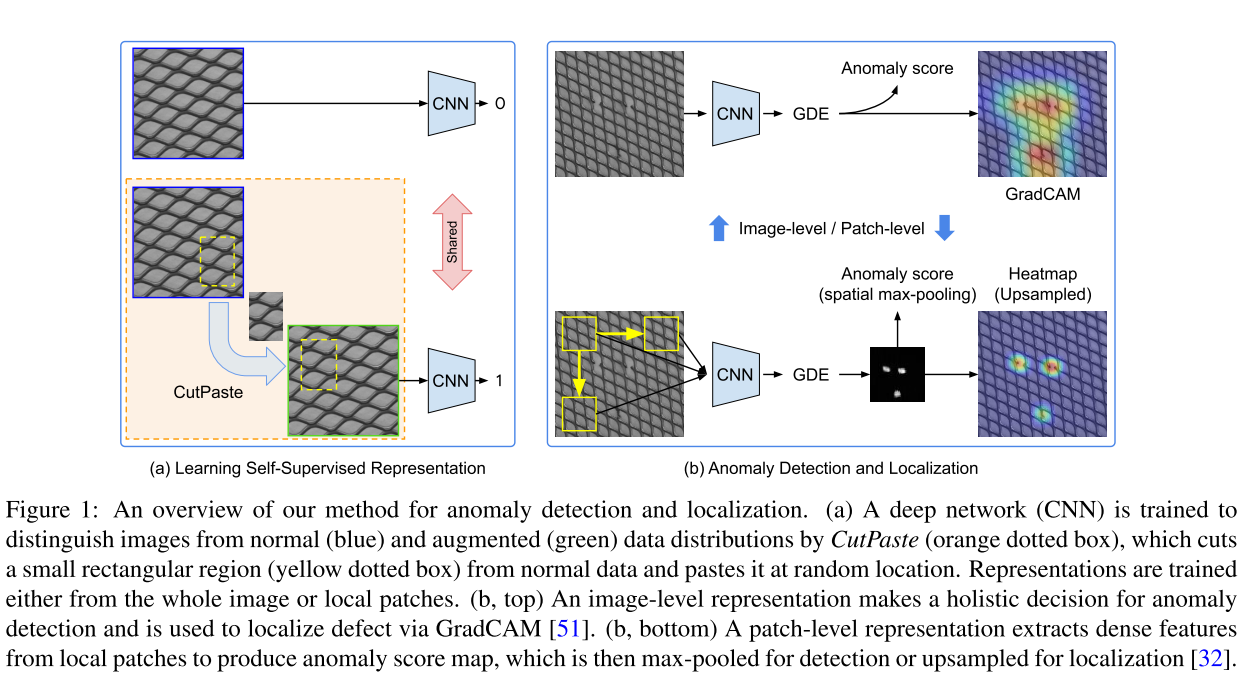 CNN
0
Shared
CutPaste
CNN
1
(a) Learning Self-Supervised Representation
Anomaly score
CNN
GDE
GradCAM
Image-level / Patch-level
Anomaly score
(spatial max-pooling)
Heatmap
(Upsampled)
CNN
GDE
(b) Anomaly Detection and Localization
Figure 1: An overview of our method for anomaly detection and localization. (a) A deep network (CNN) is trained to
distinguish images from normal (blue) and augmented (green) data distributions by CutPaste (orange dotted box), which cuts
a small rectangular region (yellow dotted box) from normal data and pastes it at random location. Representations are trained
either from the whole image or local patches. (b, top) An image-level representation makes a holistic decision for anomaly
detection and is used to localize defect via GradCAM [51]. (b, bottom) A patch-level representation extracts dense features
from local patches to produce anomaly score map, which is then max-pooled for detection or upsampled for localization [32].